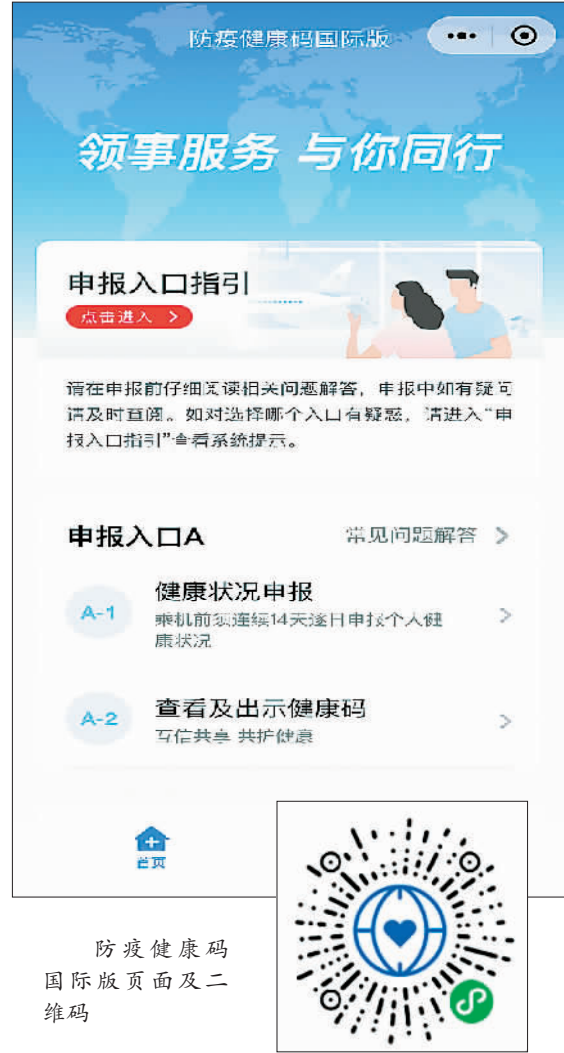 防疫健康码国际版
领事服务 与你同行
申报入口指引
点击进入 >
请在申报前仔细阅读相关问题解答，申报中如有疑问
请及时查阅。如对选择哪个入口有疑惑，请进入“申
报入口指引”查看系统提示。
申报入口A
常见问题解答 >
A-1
健康状况申报
乘机前须连续14天逐日申报个人健
康状况
A-2
查看及出示健康码
互信共享 共护健康
首页
防疫健康码
国际版页面及二
维码